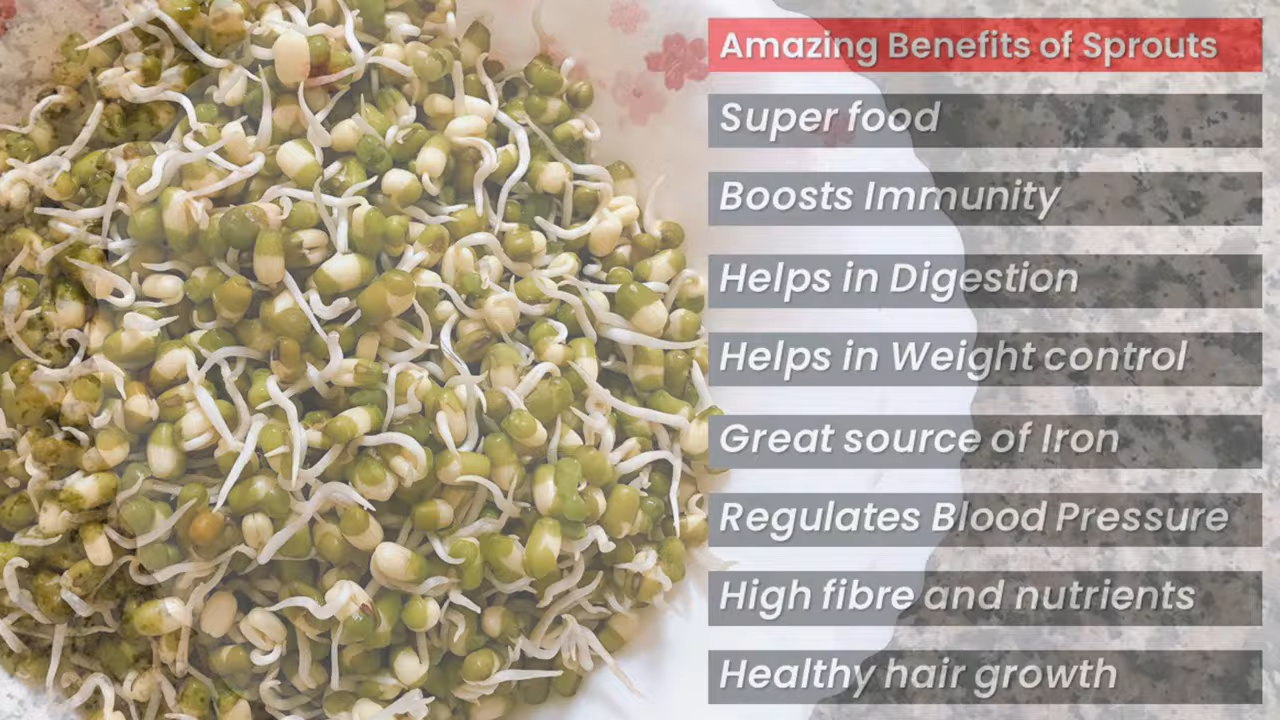 Amazing Benefits of Sprouts
Super food
Boosts Immunity
Helps in Digestion
Helps in Weight control
Great source of Iron
Regulates Blood Pressure
High fibre and nutrients
Healthy hair growth